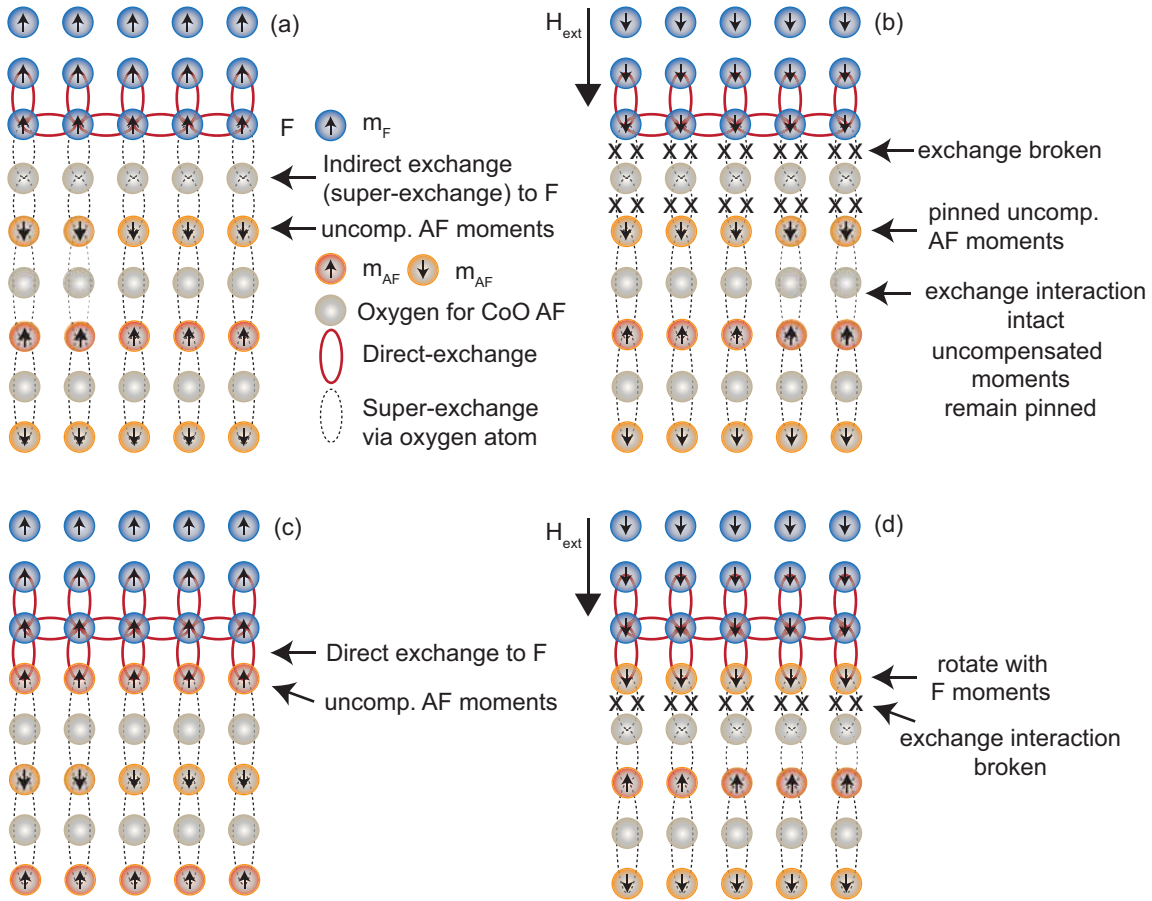 (a)
F m_F
Indirect exchange
(super-exchange) to F
uncomp. AF moments
m_AF m_AF
Oxygen for CoO AF
Direct-exchange
Super-exchange
via oxygen atom
H_ext
(b)
X X X X X X X X X X
exchange broken
X X X X X X X X X X
pinned uncomp.
AF moments
exchange interaction
intact
uncompensated
moments
remain pinned
(c)
Direct exchange to F
uncomp. AF moments
H_ext
(d)
rotate with
F moments
X X X X X X X X X X
exchange interaction
broken